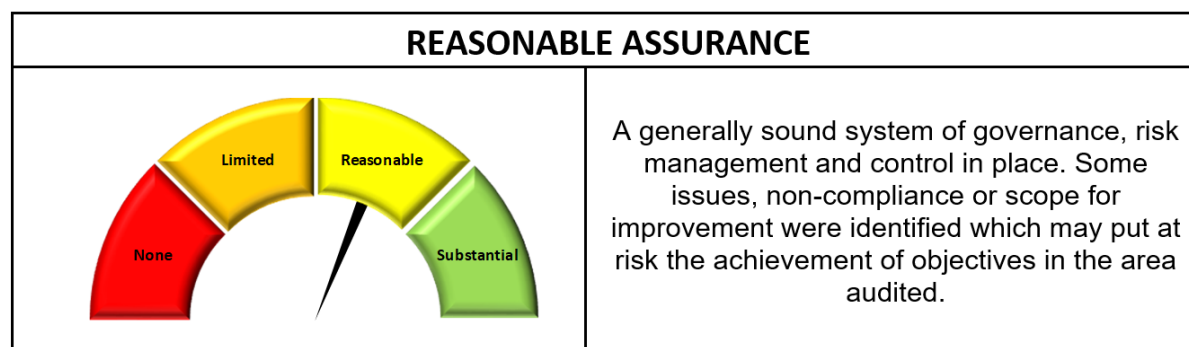 REASONABLE ASSURANCE
Limited
Reasonable
None
Substantial
A generally sound system of governance, risk
management and control in place. Some
issues, non-compliance or scope for
improvement were identified which may put at
risk the achievement of objectives in the area
audited.